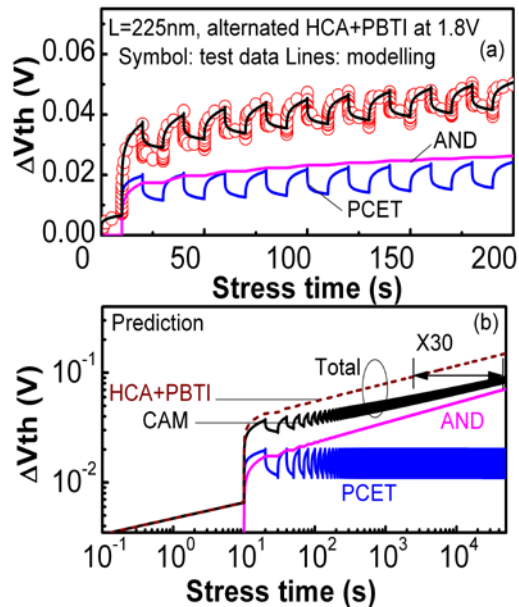 L=225nm, alternated HCA+PBTI at 1.8V
Symbol: test data Lines: modelling (a)
0.06
0.04
0.02
0.00
ΔVth (V)
AND
PCET
0 50 100 150 200
Stress time (s)
Prediction (b)
X30
Total
HCA+PBTI
CAM
AND
PCET
10⁻¹
10⁻²
ΔVth (V)
10⁻¹ 10⁰ 10¹ 10² 10³ 10⁴
Stress time (s)